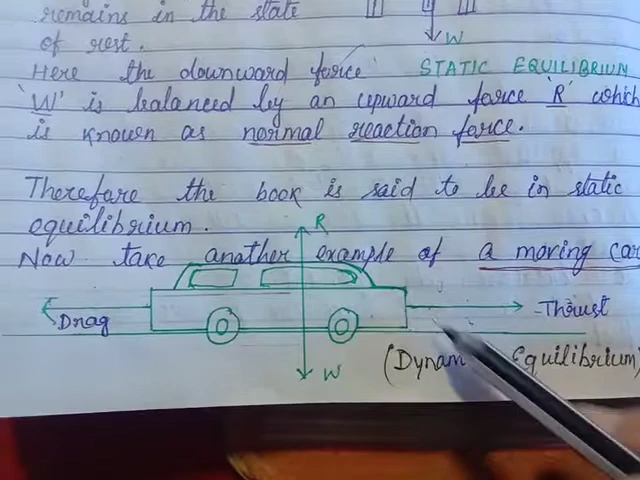 remains in the state
of rest.
W
Here the downward force STATIC EQUILIBRIUM
'W' is balanced by an upward force 'R' which
is known as normal reaction force.
Therefore the book is said to be in static
equilibrium.
R
Now take another example of a moving car
Drag
Thrust
W
(Dynam Equilibrium)